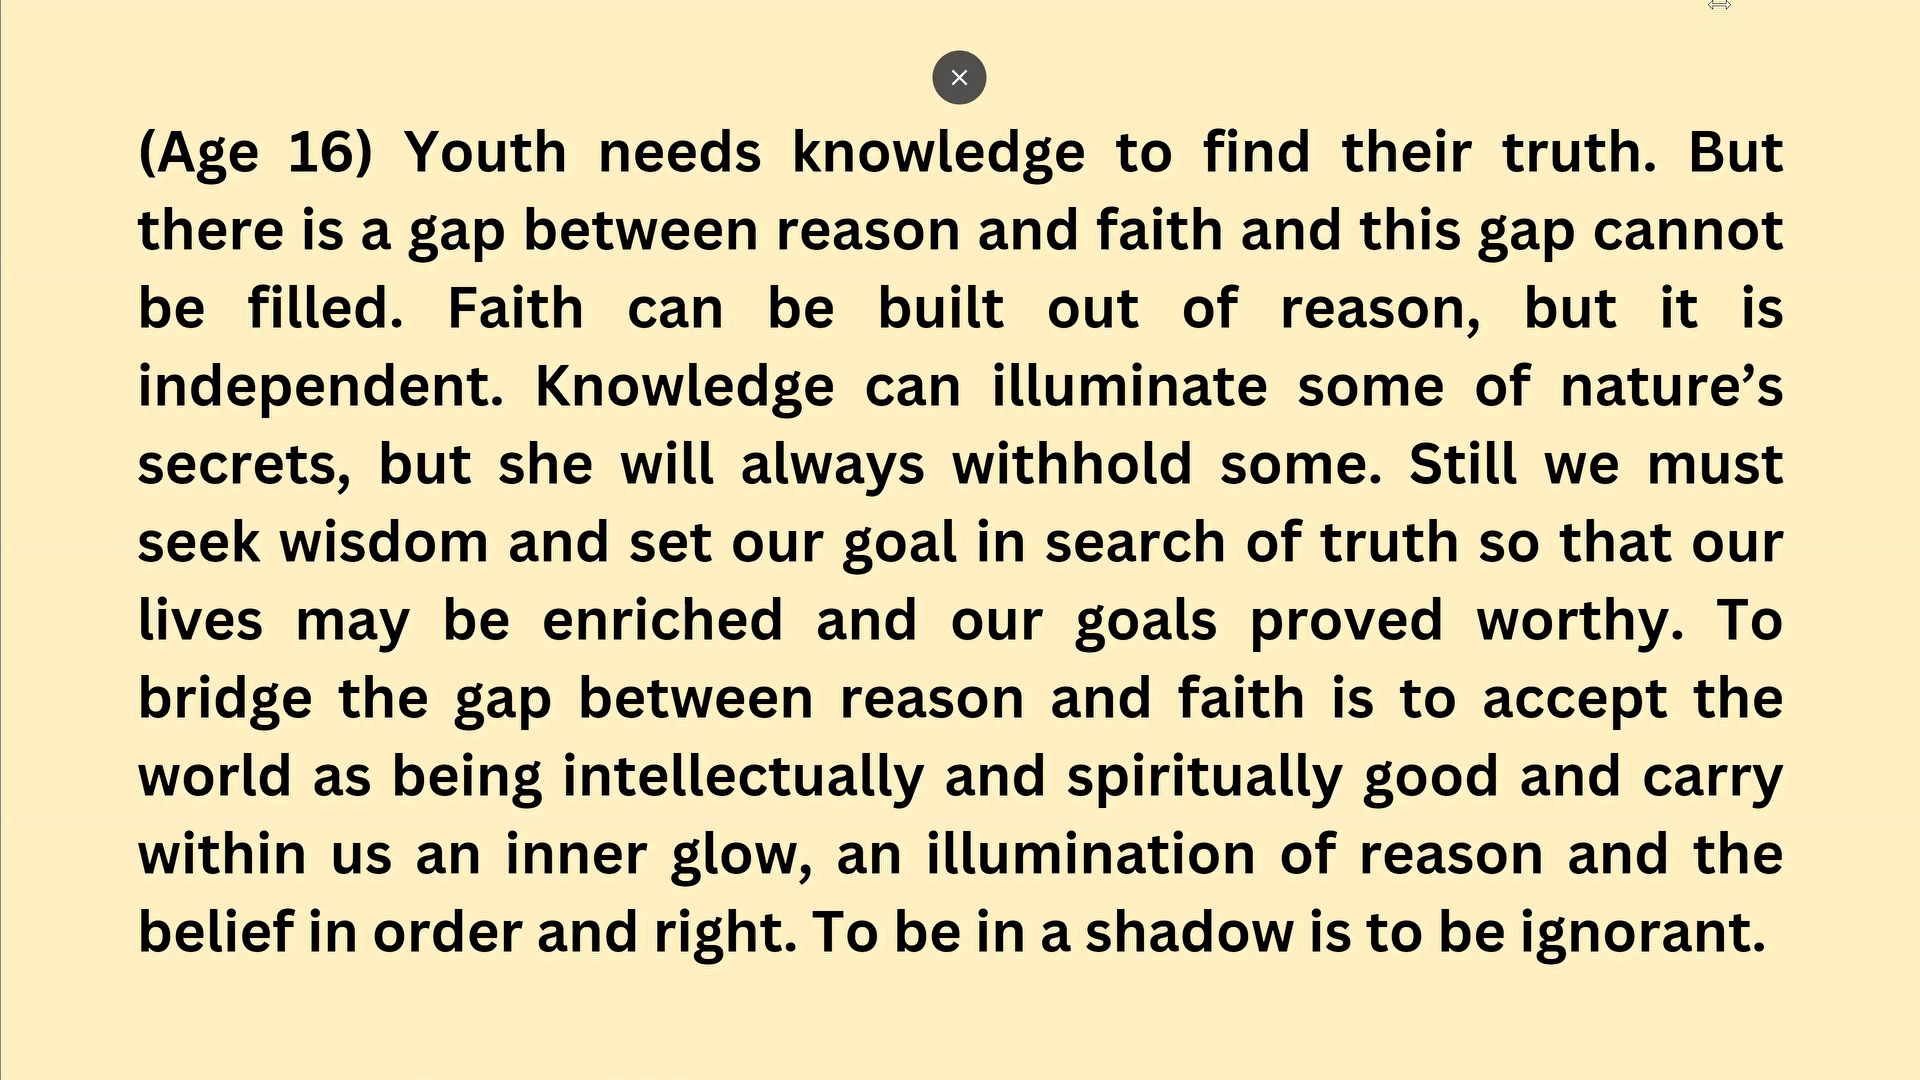 (Age 16) Youth needs knowledge to find their truth. But
there is a gap between reason and faith and this gap cannot
be filled. Faith can be built out of reason, but it is
independent. Knowledge can illuminate some of nature’s
secrets, but she will always withhold some. Still we must
seek wisdom and set our goal in search of truth so that our
lives may be enriched and our goals proved worthy. To
bridge the gap between reason and faith is to accept the
world as being intellectually and spiritually good and carry
within us an inner glow, an illumination of reason and the
belief in order and right. To be in a shadow is to be ignorant.